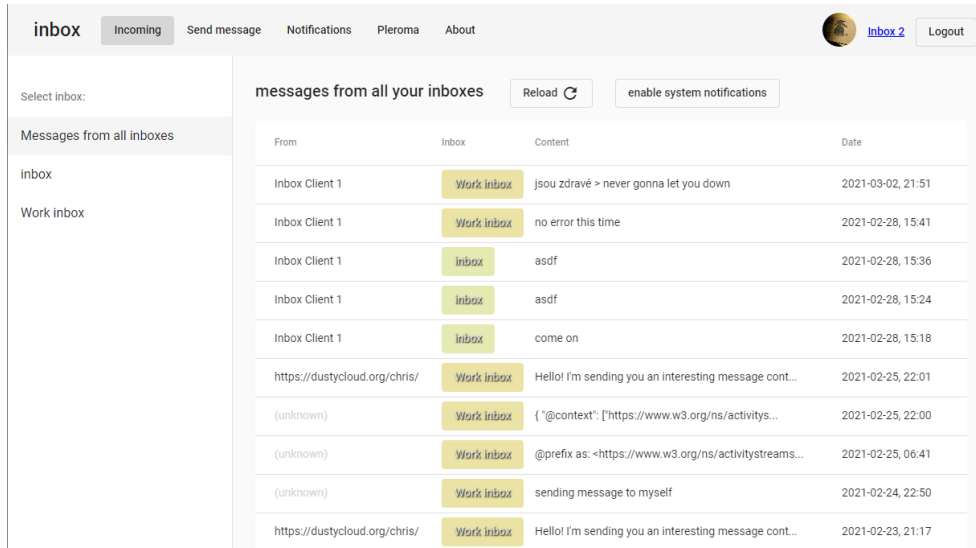 inbox Incoming Send message Notifications Pleroma About Inbox 2 Logout
Select inbox:
Messages from all inboxes
inbox
Work inbox
messages from all your inboxes Reload enable system notifications
From Inbox Content Date
Inbox Client 1 Work inbox jsou zdravé > never gonna let you down 2021-03-02, 21:51
Inbox Client 1 Work inbox no error this time 2021-02-28, 15:41
Inbox Client 1 inbox asdf 2021-02-28, 15:36
Inbox Client 1 inbox asdf 2021-02-28, 15:24
Inbox Client 1 inbox come on 2021-02-28, 15:18
https://dustycloud.org/chris/ Work inbox Hello! I'm sending you an interesting message cont... 2021-02-25, 22:01
(unknown) Work inbox { "@context": ["https://www.w3.org/ns/activitys... 2021-02-25, 22:00
(unknown) Work inbox @prefix as: <https://www.w3.org/ns/activitystreams... 2021-02-25, 06:41
(unknown) Work inbox sending message to myself 2021-02-24, 22:50
https://dustycloud.org/chris/ Work inbox Hello! I'm sending you an interesting message cont... 2021-02-23, 21:17